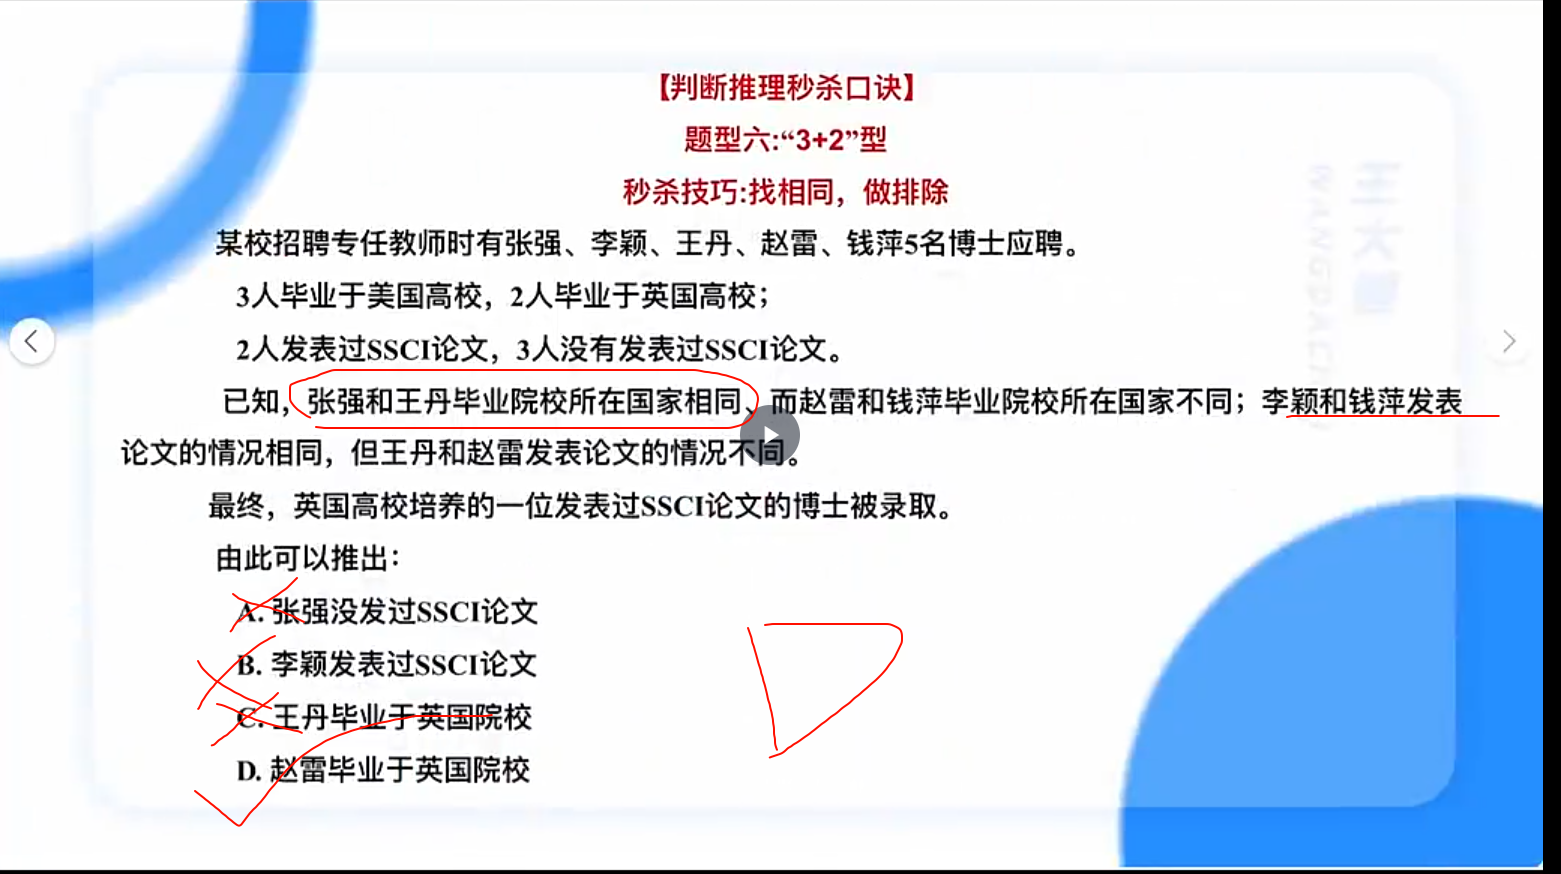 【判断推理秒杀口诀】
题型六:“3+2”型
秒杀技巧:找相同，做排除
某校招聘专任教师时有张强、李颖、王丹、赵雷、钱萍5名博士应聘。
3人毕业于美国高校，2人毕业于英国高校；
2人发表过SSCI论文，3人没有发表过SSCI论文。
已知，张强和王丹毕业院校所在国家相同、而赵雷和钱萍毕业院校所在国家不同；李颖和钱萍发表
论文的情况相同，但王丹和赵雷发表论文的情况不同。
最终，英国高校培养的一位发表过SSCI论文的博士被录取。
由此可以推出：
A. 张强没发过SSCI论文
B. 李颖发表过SSCI论文
C. 王丹毕业于英国院校
D. 赵雷毕业于英国院校
D
王大